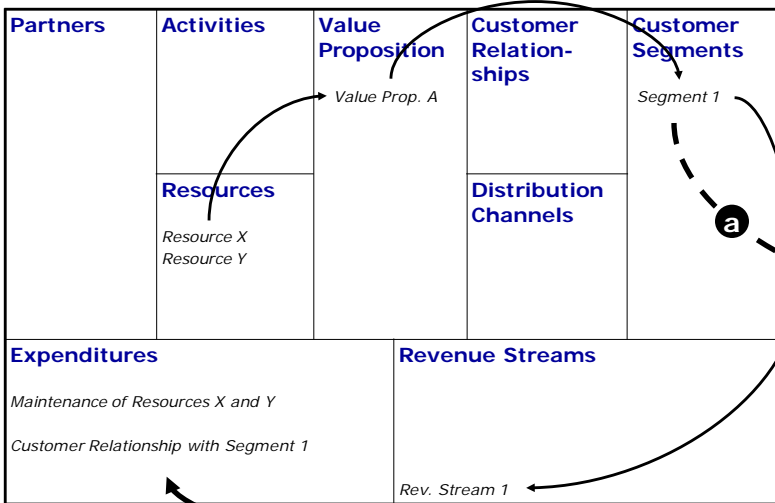 Partners
Activities
Value
Proposition
Customer
Relation-
ships
Customer
Segments
Value Prop. A
Segment 1
Resources
Resource X
Resource Y
Distribution
Channels
a
Expenditures
Maintenance of Resources X and Y
Customer Relationship with Segment 1
Revenue Streams
Rev. Stream 1